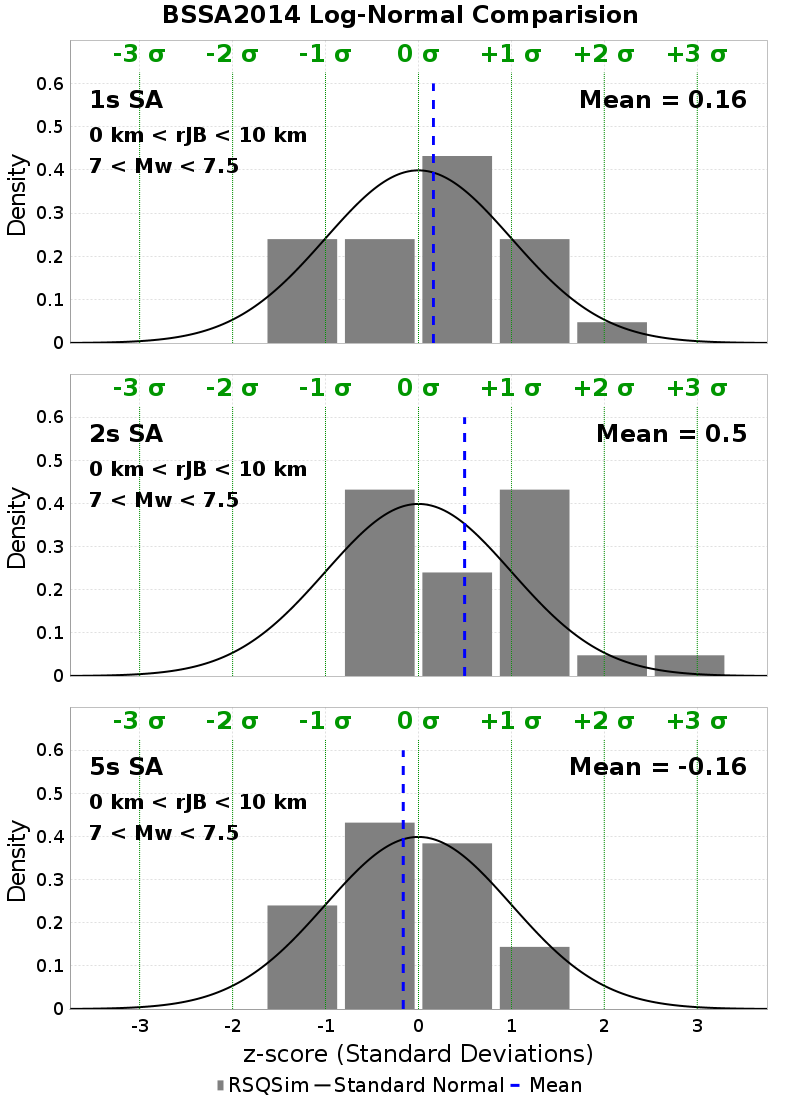 BSSA2014 Log-Normal Comparision
-3 σ -2 σ -1 σ 0 σ +1 σ +2 σ +3 σ
0.6
1s SA Mean = 0.16
0.5
0 km < rJB < 10 km
7 < Mw < 7.5
0.4
0.3
0.2
0.1
0
Density
-3 σ -2 σ -1 σ 0 σ +1 σ +2 σ +3 σ
0.6
2s SA Mean = 0.5
0.5
0 km < rJB < 10 km
7 < Mw < 7.5
0.4
0.3
0.2
0.1
0
Density
-3 σ -2 σ -1 σ 0 σ +1 σ +2 σ +3 σ
0.6
5s SA Mean = -0.16
0.5
0 km < rJB < 10 km
7 < Mw < 7.5
0.4
0.3
0.2
0.1
0
Density
-3 -2 -1 0 1 2 3
z-score (Standard Deviations)
RSQSim Standard Normal Mean